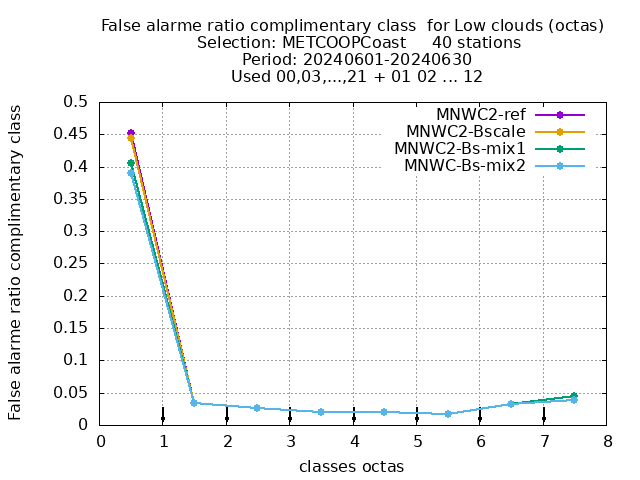 False alarme ratio complimentary class  for Low clouds (octas)
Selection: METCOOPCoast     40 stations
Period: 20240601-20240630
Used 00,03,...,21 + 01 02 ... 12
False alarme ratio complimentary class
0.5
0.45
0.4
0.35
0.3
0.25
0.2
0.15
0.1
0.05
0
MNWC2-ref
MNWC2-Bscale
MNWC2-Bs-mix1
MNWC-Bs-mix2
0 1 2 3 4 5 6 7 8
classes octas